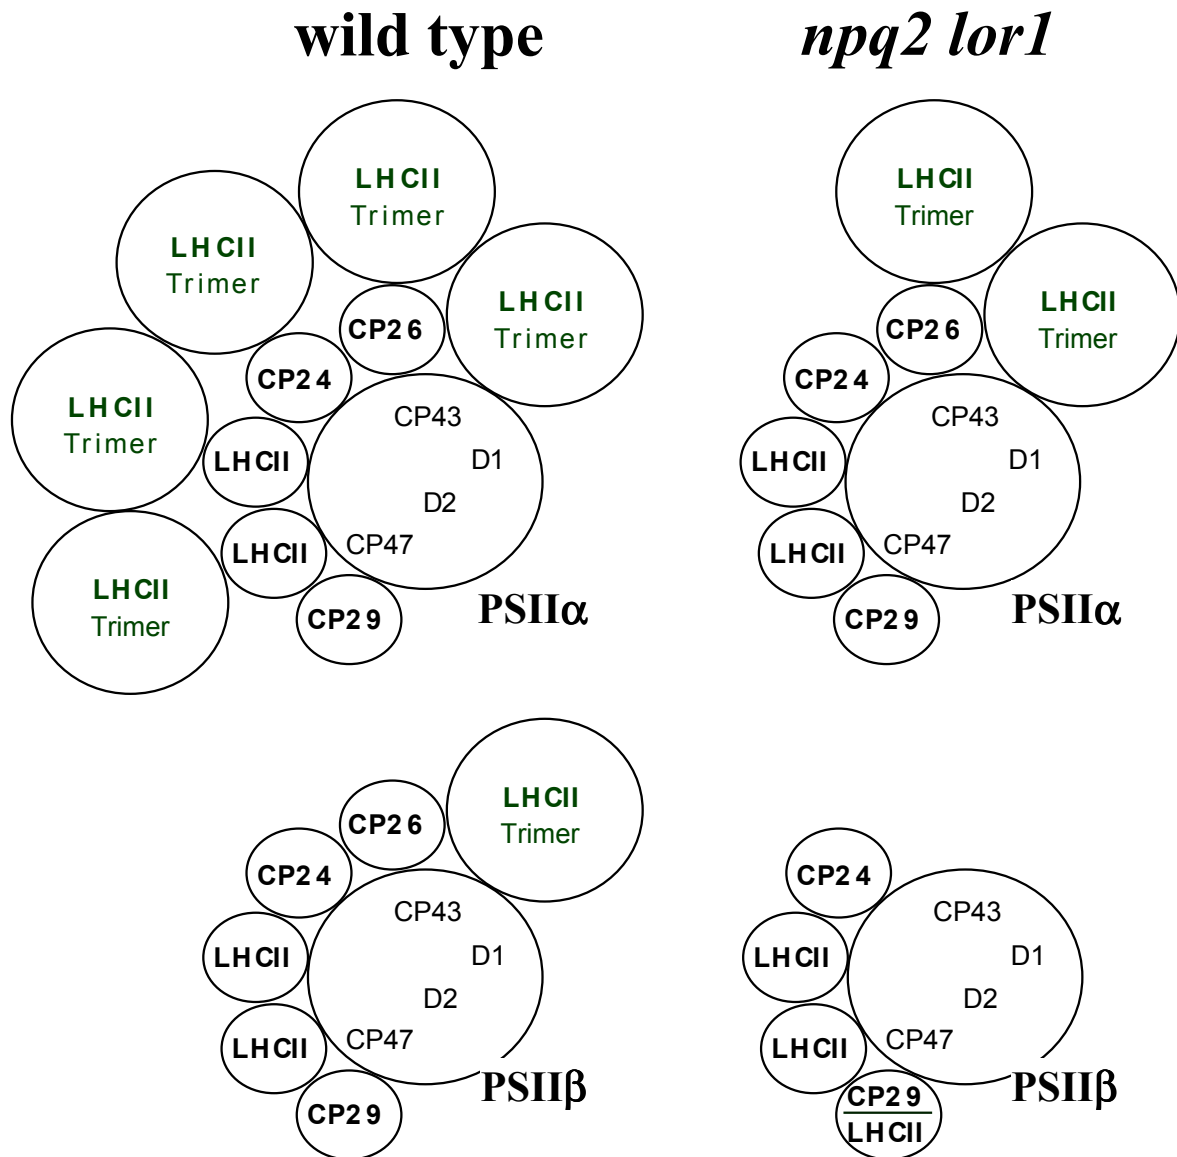 wild type
npq2 lor1
LHCII
Trimer
LHCII
Trimer
LHCII
Trimer
CP26
CP24
LHCII
Trimer
LHCII
LHCII
CP29
LHCII
Trimer
CP43
D1
D2
CP47
PSIIα
LHCII
Trimer
LHCII
Trimer
CP26
CP24
LHCII
LHCII
CP29
CP43
D1
D2
CP47
PSIIα
LHCII
Trimer
CP26
CP24
LHCII
LHCII
CP29
CP43
D1
D2
CP47
PSIIβ
CP24
LHCII
LHCII
CP29
LHCII
CP43
D1
D2
CP47
PSIIβ